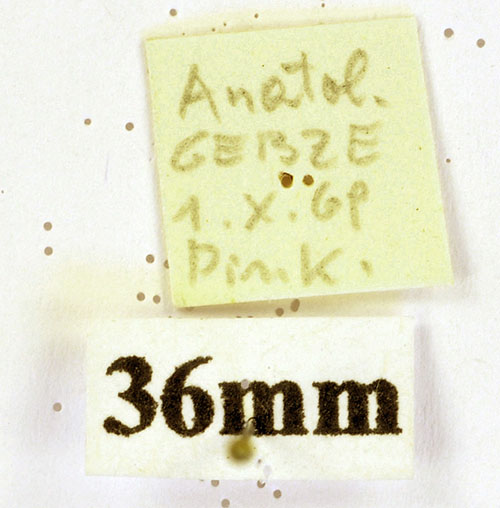 Anatol.
GEBZE
1.X.69
Pink.
36mm